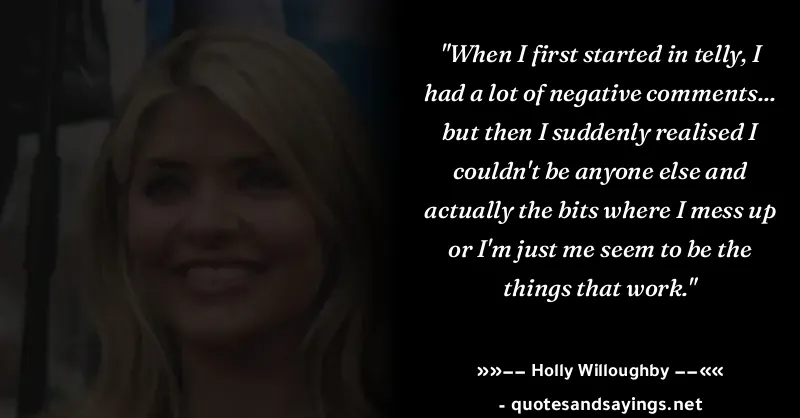 "When I first started in telly, I
had a lot of negative comments...
but then I suddenly realised I
couldn't be anyone else and
actually the bits where I mess up
or I'm just me seem to be the
things that work."
»»−− Holly Willoughby −−««
- quotesandsayings.net